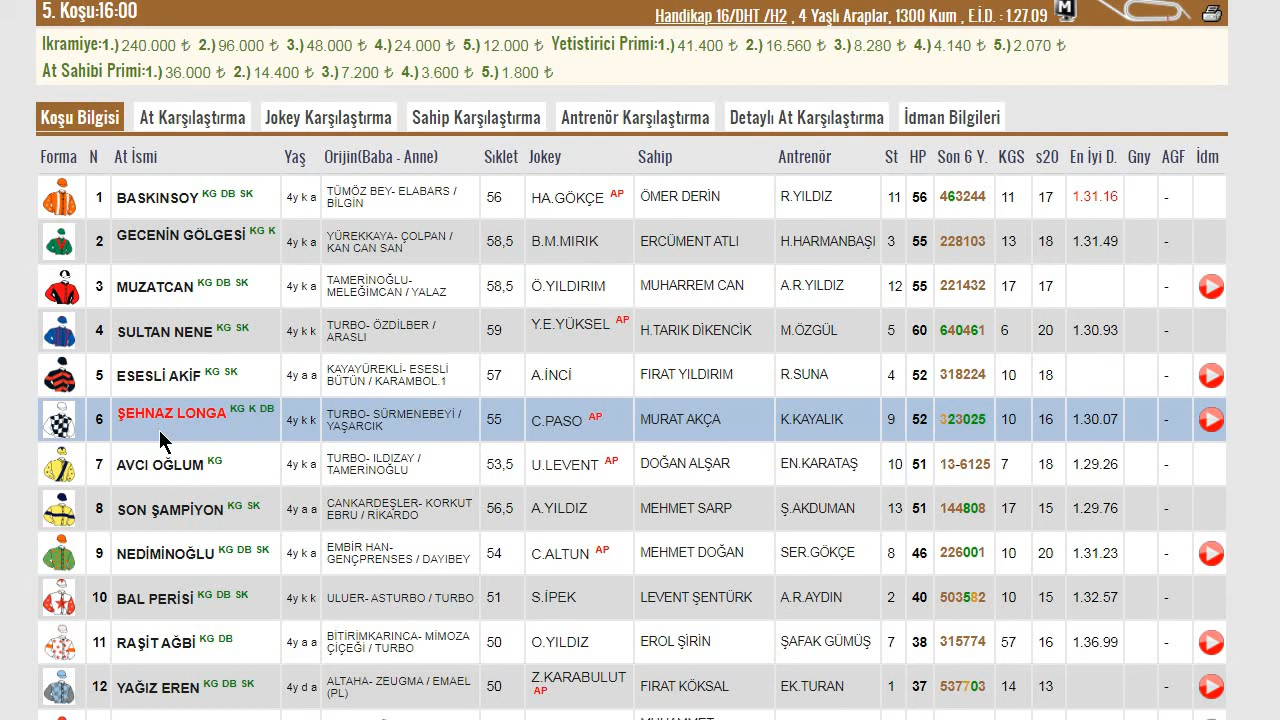 5. Koşu:16:00
Handikap 16/DHT /H2 , 4 Yaşlı Araplar, 1300 Kum , E.İ.D. : 1.27.09
M
Ikramiye:1.) 240.000 ₺ 2.) 96.000 ₺ 3.) 48.000 ₺ 4.) 24.000 ₺ 5.) 12.000 ₺ Yetistirici Primi:1.) 41.400 ₺ 2.) 16.560 ₺ 3.) 8.280 ₺ 4.) 4.140 ₺ 5.) 2.070 ₺
At Sahibi Primi:1.) 36.000 ₺ 2.) 14.400 ₺ 3.) 7.200 ₺ 4.) 3.600 ₺ 5.) 1.800 ₺
Koşu Bilgisi At Karşılaştırma Jokey Karşılaştırma Sahip Karşılaştırma Antrenör Karşılaştırma Detaylı At Karşılaştırma İdman Bilgileri
Forma N At İsmi Yaş Orijin(Baba - Anne) Sıklet Jokey Sahip Antrenör St HP Son 6 Y. KGS s20 En İyi D. Gny AGF İdm
1 BASKINSOY KG DB SK 4y k a TÜMÖZ BEY- ELABARS / BİLGİN 56 HA.GÖKÇE AP ÖMER DERİN R.YILDIZ 11 56 463244 11 17 1.31.16 -
2 GECENİN GÖLGESİ KG K 4y k a YÜREKKAYA- ÇOLPAN / KAN CAN SAN 58,5 B.M.MIRIK ERCÜMENT ATLI H.HARMANBAŞI 3 55 228103 13 18 1.31.49 -
3 MUZATCAN KG DB SK 4y k a TAMERİNOĞLU- MELEĞİMCAN / YALAZ 58,5 Ö.YILDIRIM MUHARREM CAN A.R.YILDIZ 12 55 221432 17 17 -
4 SULTAN NENE KG SK 4y k k TURBO- ÖZDİLBER / ARASLI 59 Y.E.YÜKSEL AP H.TARIK DİKENCİK M.ÖZGÜL 5 60 640461 6 20 1.30.93 -
5 ESESLİ AKİF KG SK 4y a a KAYAYÜREKLİ- ESESLİ BÜTÜN / KARAMBOL.1 57 A.İNCİ FIRAT YILDIRIM R.SUNA 4 52 318224 10 18 -
6 ŞEHNAZ LONGA KG K DB 4y k k TURBO- SÜRMENEBEYİ / YAŞARCIK 55 C.PASO AP MURAT AKÇA K.KAYALIK 9 52 323025 10 16 1.30.07 -
7 AVCI OĞLUM KG 4y k a TURBO- ILDIZAY / TAMERİNOĞLU 53,5 U.LEVENT AP DOĞAN ALŞAR EN.KARATAŞ 10 51 13-6125 7 18 1.29.26 -
8 SON ŞAMPİYON KG SK 4y a a CANKARDEŞLER- KORKUT EBRU / RIKARDO 56,5 A.YILDIZ MEHMET SARP Ş.AKDUMAN 13 51 144808 17 15 1.29.76 -
9 NEDİMİNOĞLU KG DB SK 4y k a EMBİR HAN- GENÇPRENSES / DAYIBEY 54 C.ALTUN AP MEHMET DOĞAN SER.GÖKÇE 8 46 226001 10 20 1.31.23 -
10 BAL PERİSİ KG DB SK 4y k k ULUER- ASTURBO / TURBO 51 S.İPEK LEVENT ŞENTÜRK A.R.AYDIN 2 40 503582 10 15 1.32.57 -
11 RAŞİT AĞBİ KG DB 4y a a BİTİRİMKARINCA- MİMOZA ÇİÇEĞİ / TURBO 50 O.YILDIZ EROL ŞİRİN ŞAFAK GÜMÜŞ 7 38 315774 57 16 1.36.99 -
12 YAĞIZ EREN KG DB SK 4y d a ALTAHA- ZEUGMA / EMAEL (PL) 50 Z.KARABULUT AP FIRAT KÖKSAL EK.TURAN 1 37 537703 14 13 -